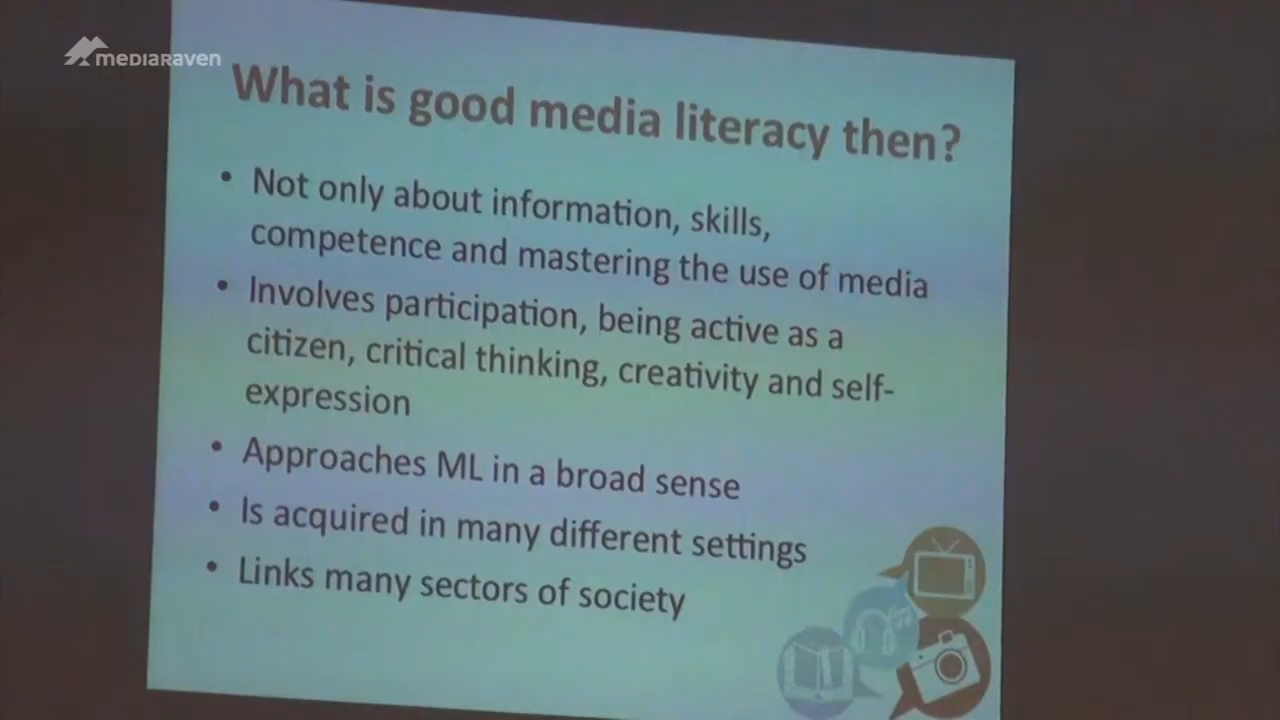 mediaraven
What is good media literacy then?
• Not only about information, skills,
competence and mastering the use of media
• Involves participation, being active as a
citizen, critical thinking, creativity and self-
expression
• Approaches ML in a broad sense
• Is acquired in many different settings
• Links many sectors of society